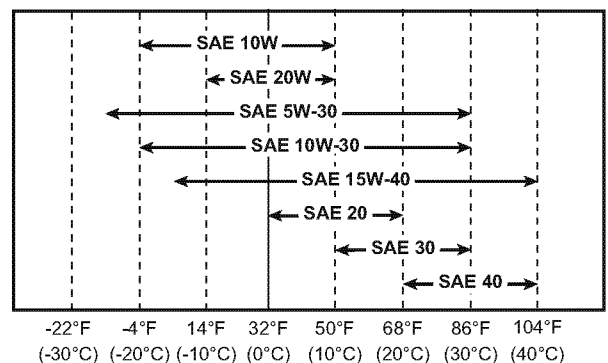 SAE 10W
SAE 20W
SAE 5W-30
SAE 10W-30
SAE 15W-40
SAE 20
SAE 30
SAE 40
-22°F -4°F 14°F 32°F 50°F 68°F 86°F 104°F
(-30°C) (-20°C) (-10°C) (0°C) (10°C) (20°C) (30°C) (40°C)